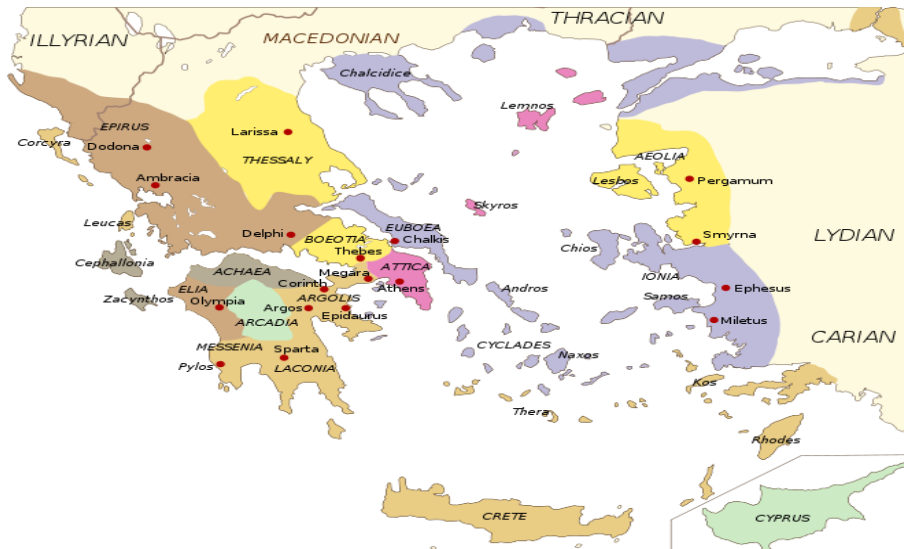 THRACIAN
ILLYRIAN
MACEDONIAN
Chalcidice
Lemnos
EPIRUS
Larissa
Corcyra
Dodona
THESSALY
AEOLIA
Ambracia
Lesbos
Pergamum
Skyros
Leucas
EUBOEA
Delphi
BOEOTIA
Chalkis
Smyrna
LYDIAN
Thebes
Chios
Cephallonia
ACHAEA
Megara
ATTICA
IONIA
Corinth
Athens
Ephesus
ELIA
Andros
Samos
Zacynthos
Olympia
ARGOLIS
Argos
Epidaurus
ARCADIA
Miletus
CARIAN
MESSENIA
Sparta
CYCLADES
Naxos
Pylos
LACONIA
Kos
Thera
Rhodes
CRETE
CYPRUS